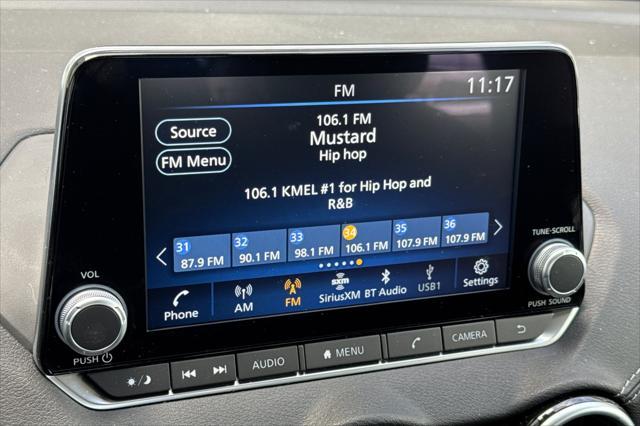 FM
11:17
Source
106.1 FM
Mustard
Hip hop
FM Menu
106.1 KMEL #1 for Hip Hop and
R&B
31 32 33 34 35 36
87.9 FM 90.1 FM 98.1 FM 106.1 FM 107.9 FM 107.9 FM
Phone AM FM sxm SiriusXM BT Audio USB1 Settings
VOL
PUSH
TUNE·SCROLL
PUSH SOUND
AUDIO MENU CAMERA